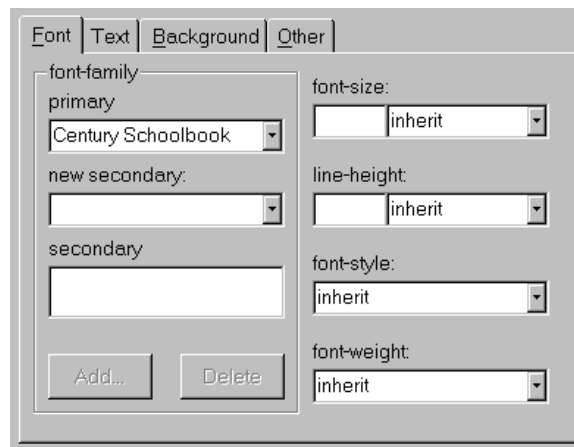 Font Text Background Other
font-family
primary
Century Schoolbook
new secondary:
secondary
Add... Delete
font-size:
inherit
line-height:
inherit
font-style:
inherit
font-weight:
inherit